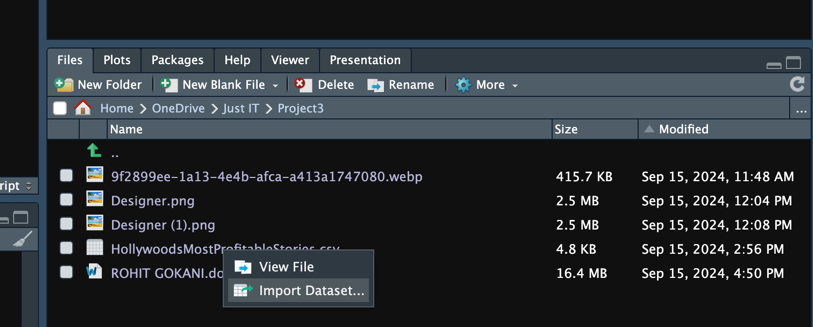 Files Plots Packages Help Viewer Presentation
New Folder New Blank File Delete Rename More
Home OneDrive Just IT Project3 ...
Name Size Modified
..
9f2899ee-1a13-4e4b-afca-a413a1747080.webp 415.7 KB Sep 15, 2024, 11:48 AM
Designer.png 2.5 MB Sep 15, 2024, 12:04 PM
Designer (1).png 2.5 MB Sep 15, 2024, 12:08 PM
ript HollywoodsMostProfitableStories.csv 4.8 KB Sep 15, 2024, 2:56 PM
ROHIT GOKANI.do 16.4 MB Sep 15, 2024, 4:50 PM
View File
Import Dataset...